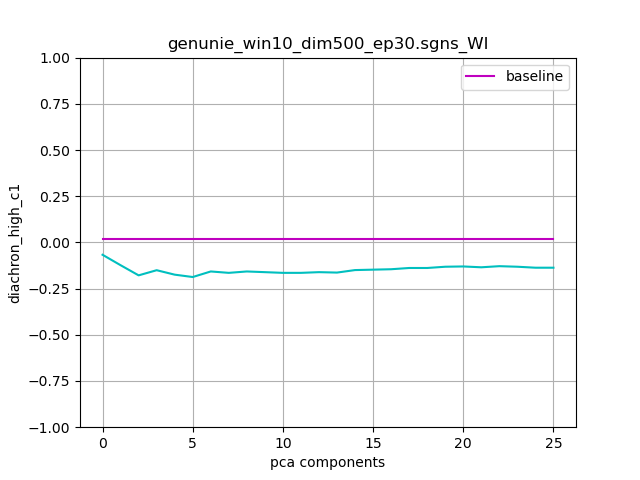 genunie_win10_dim500_ep30.sgns_WI
baseline
1.00
0.75
0.50
0.25
0.00
−0.25
−0.50
−0.75
−1.00
diachron_high_c1
0 5 10 15 20 25
pca components